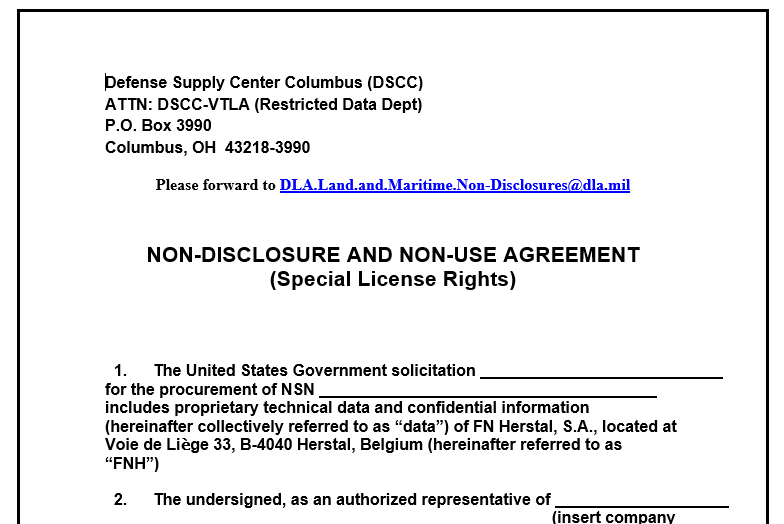 Defense Supply Center Columbus (DSCC)
ATTN: DSCC-VTLA (Restricted Data Dept)
P.O. Box 3990
Columbus, OH  43218-3990
Please forward to DLA.Land.and.Maritime.Non-Disclosures@dla.mil
NON-DISCLOSURE AND NON-USE AGREEMENT
(Special License Rights)
1. The United States Government solicitation ___________________________
for the procurement of NSN ______________________________________
includes proprietary technical data and confidential information
(hereinafter collectively referred to as “data”) of FN Herstal, S.A., located at
Voie de Liège 33, B-4040 Herstal, Belgium (hereinafter referred to as
“FNH”)
2. The undersigned, as an authorized representative of ____________________
(insert company